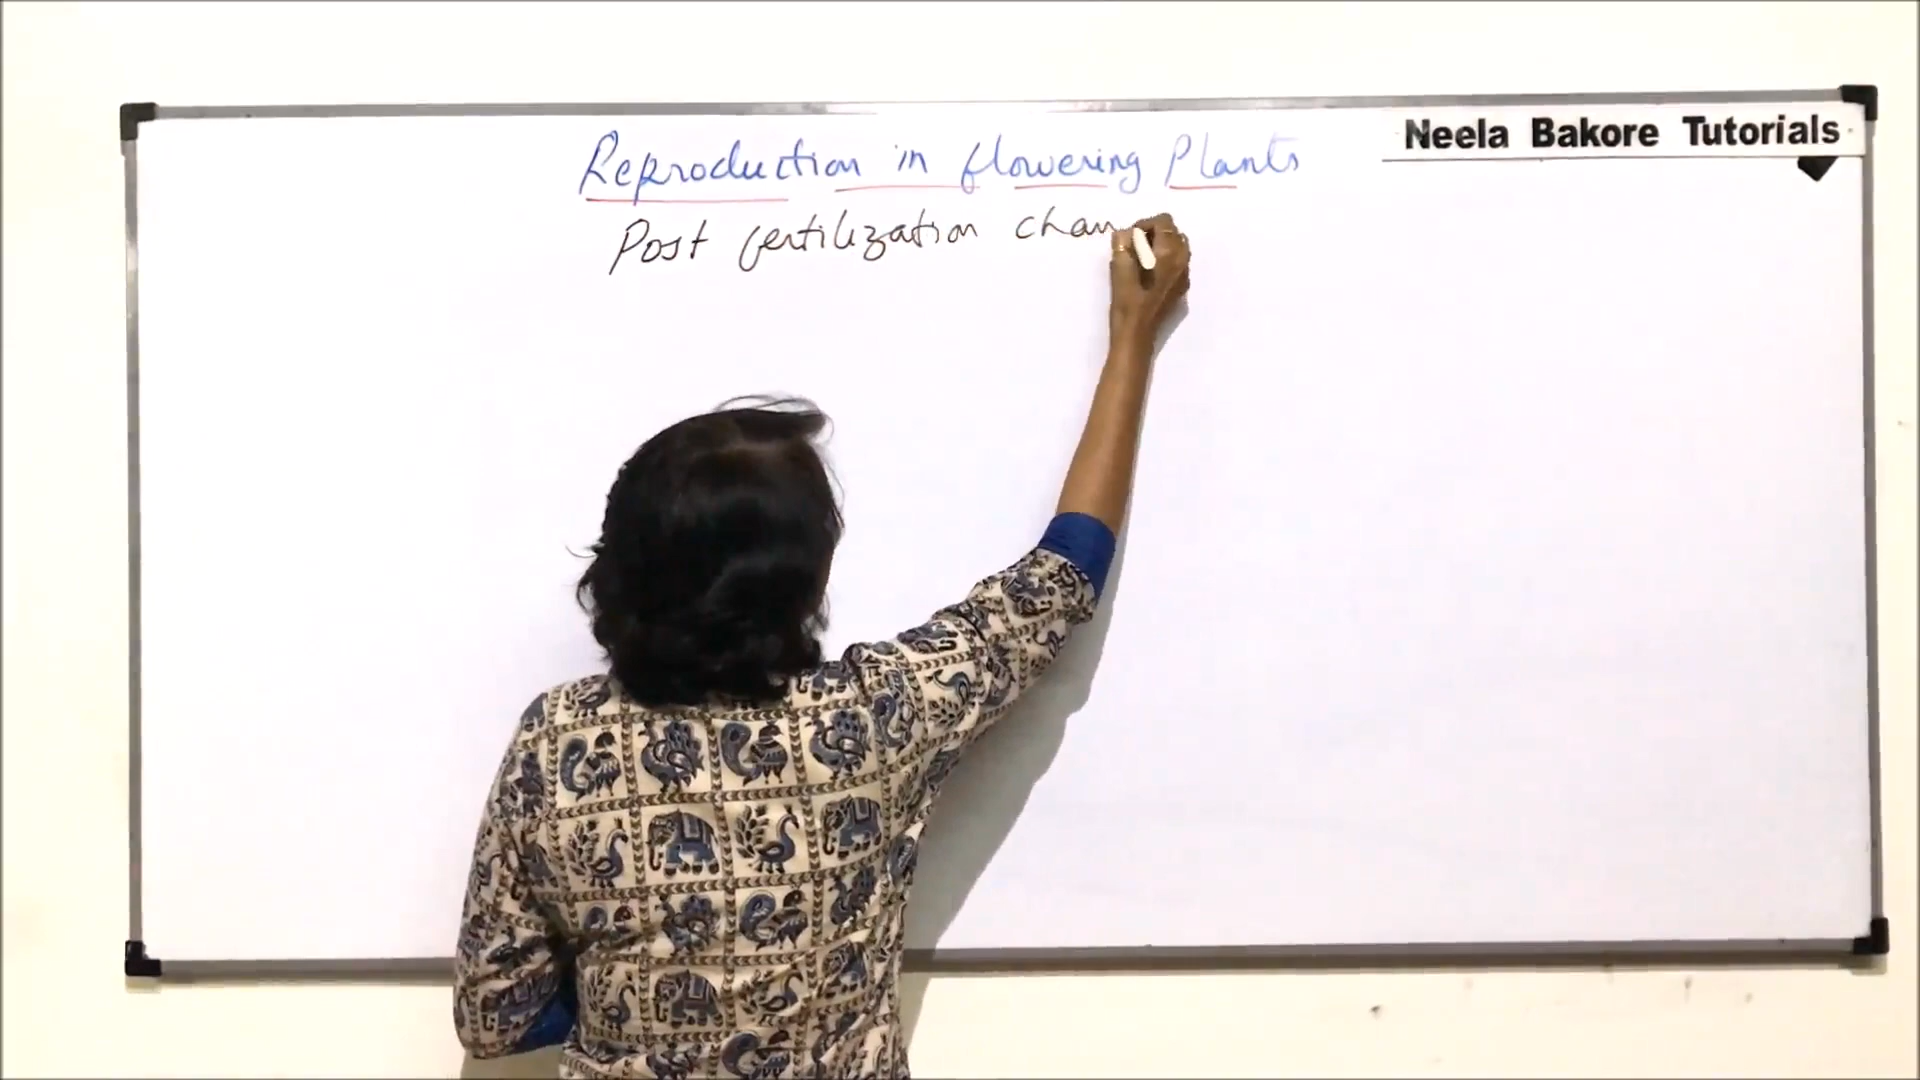 Neela Bakore Tutorials
Reproduction in flowering Plants
Post fertilization chan